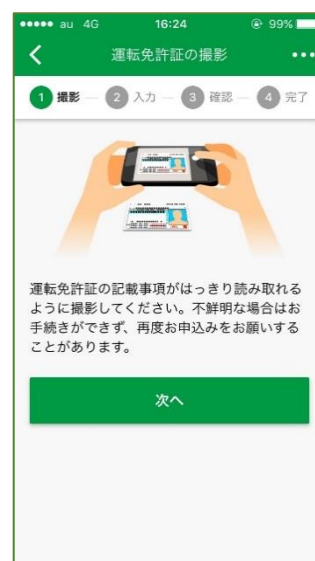 au 4G 16:24 99%
運転免許証の撮影
1 撮影 2 入力 3 確認 4 完了
運転免許証の記載事項がはっきり読み取れる
ように撮影してください。不鮮明な場合はお
手続きができず、再度お申込みをお願いする
ことがあります。
次へ